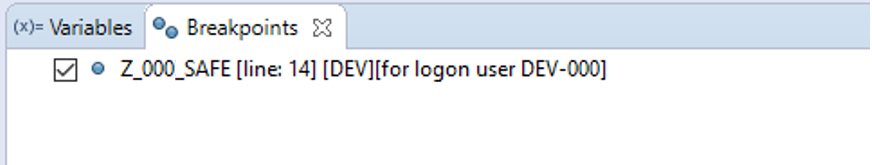 (x)= Variables Breakpoints
Z_000_SAFE [line: 14] [DEV][for logon user DEV-000]